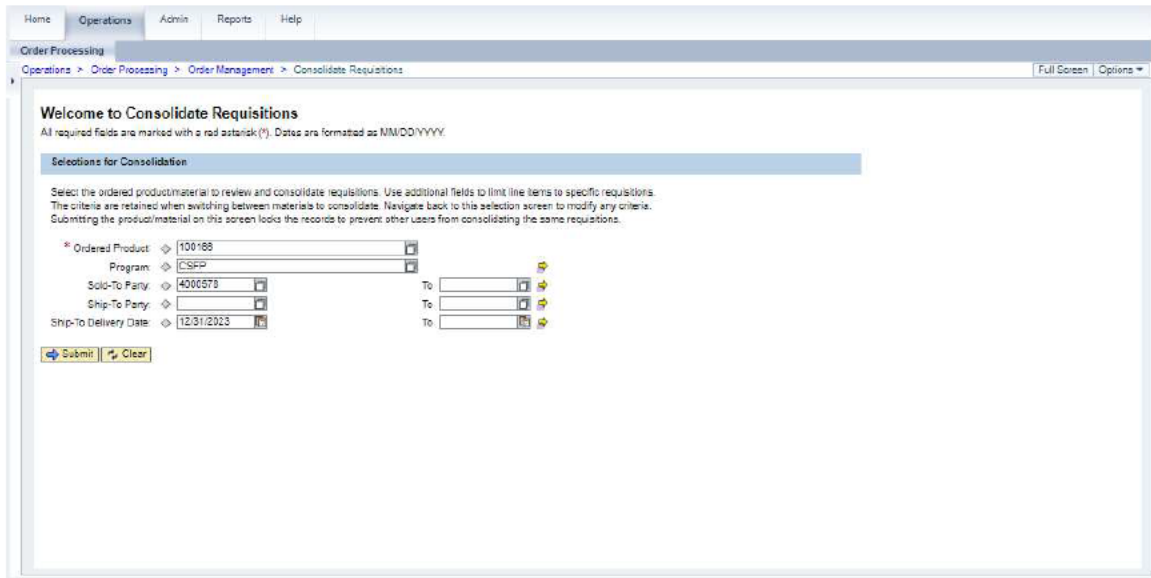 Home Operations Admin Reports Help
Order Processing
Operations > Order Processing > Order Management > Consolidate Requisitions Full Screen Options
Welcome to Consolidate Requisitions
All required fields are marked with a red asterisk (*). Dates are formatted as MM/DD/YYYY.
Selections for Consolidation
Select the ordered product/material to review and consolidate requisitions. Use additional fields to limit line items to specific requisitions.
The criteria are retained when switching between materials to consolidate. Navigate back to this selection screen to modify any criteria.
Submitting the product/material on this screen locks the records to prevent other users from consolidating the same requisitions.
* Ordered Product: 100188
Program: CSFP
Sold-To Party: 4000578 To
Ship-To Party: To
Ship-To Delivery Date: 12/31/2023 To
Submit Clear